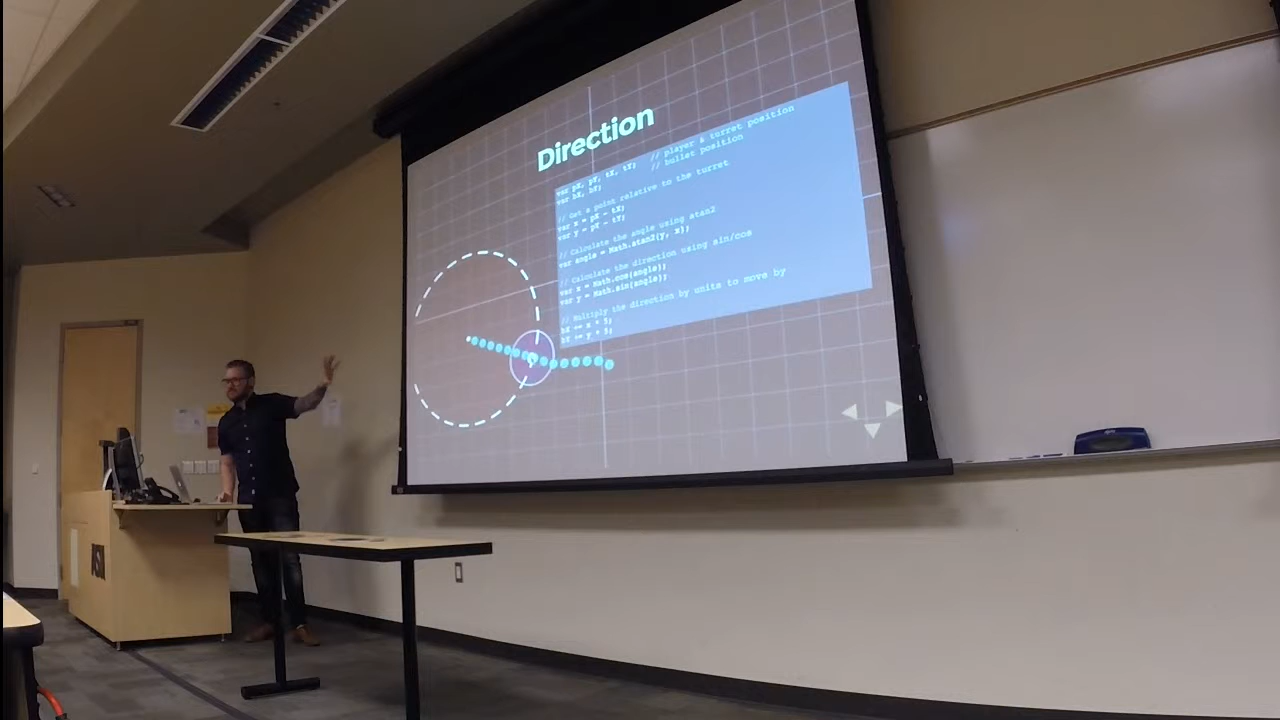 Direction
var pX, pY, tX, tY;   // player & turret position
var bX, bY;           // bullet position
// Get a point relative to the turret
var x = pX - tX;
var y = pY - tY;
// Calculate the angle using atan2
var angle = Math.atan2(y, x);
// Calculate the direction using sin/cos
var x = Math.cos(angle);
var y = Math.sin(angle);
// Multiply the direction by units to move by
bX += x * 5;
bY += y * 5;